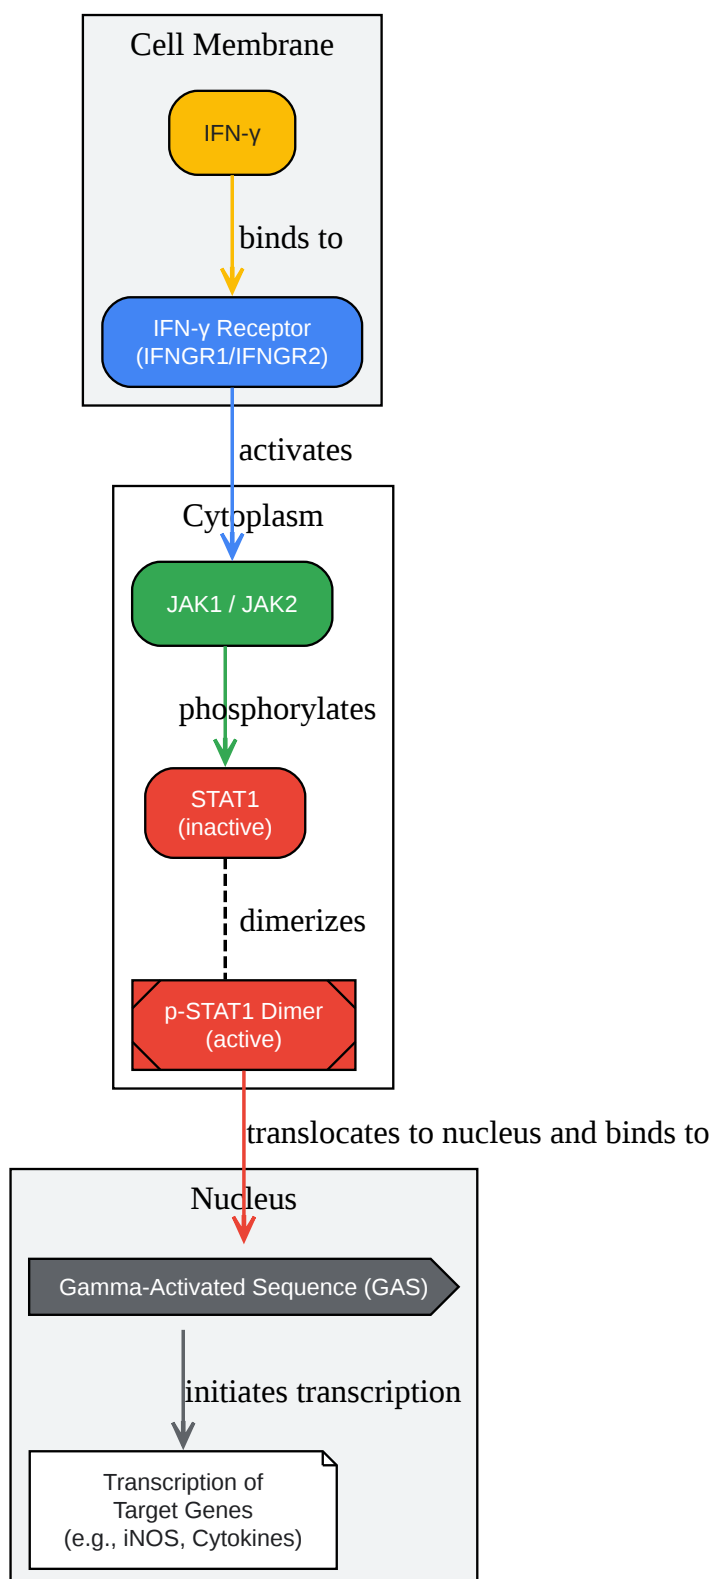 Cell Membrane
IFN-γ
binds to
IFN-γ Receptor
(IFNGR1/IFNGR2)
activates
Cytoplasm
JAK1 / JAK2
phosphorylates
STAT1
(inactive)
dimerizes
p-STAT1 Dimer
(active)
translocates to nucleus and binds to
Nucleus
Gamma-Activated Sequence (GAS)
initiates transcription
Transcription of
Target Genes
(e.g., iNOS, Cytokines)